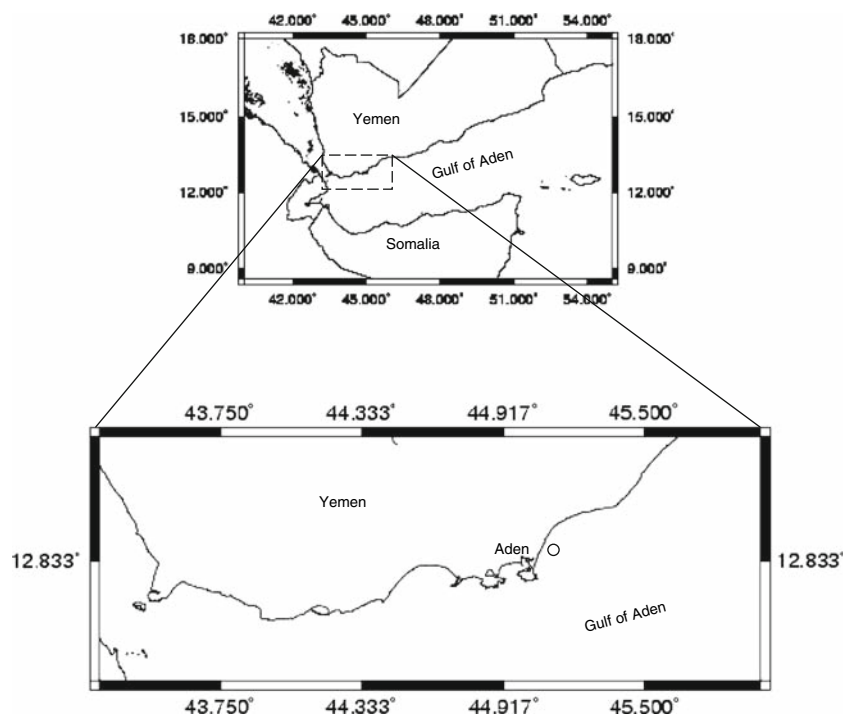 42.000° 45.000° 48.000° 51.000° 54.000°
18.000° 18.000°
15.000° 15.000°
Yemen
Gulf of Aden
12.000° 12.000°
Somalia
9.000° 9.000°
42.000° 45.000° 48.000° 51.000° 54.000°
43.750° 44.333° 44.917° 45.500°
Yemen
Aden
12.833° 12.833°
Gulf of Aden
43.750° 44.333° 44.917° 45.500°